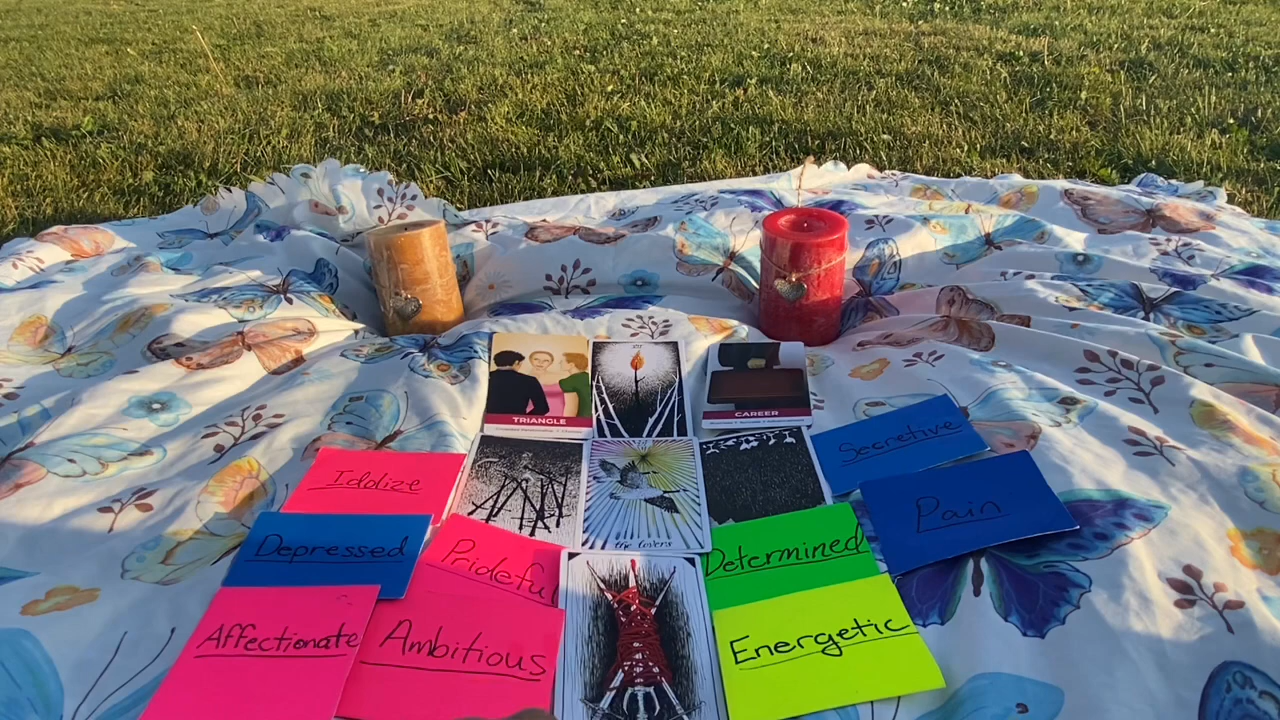 TRIANGLE
CAREER
Secretive
Idolize
Pain
the lovers
Depressed
Prideful
Determined
Affectionate
Ambitious
Energetic